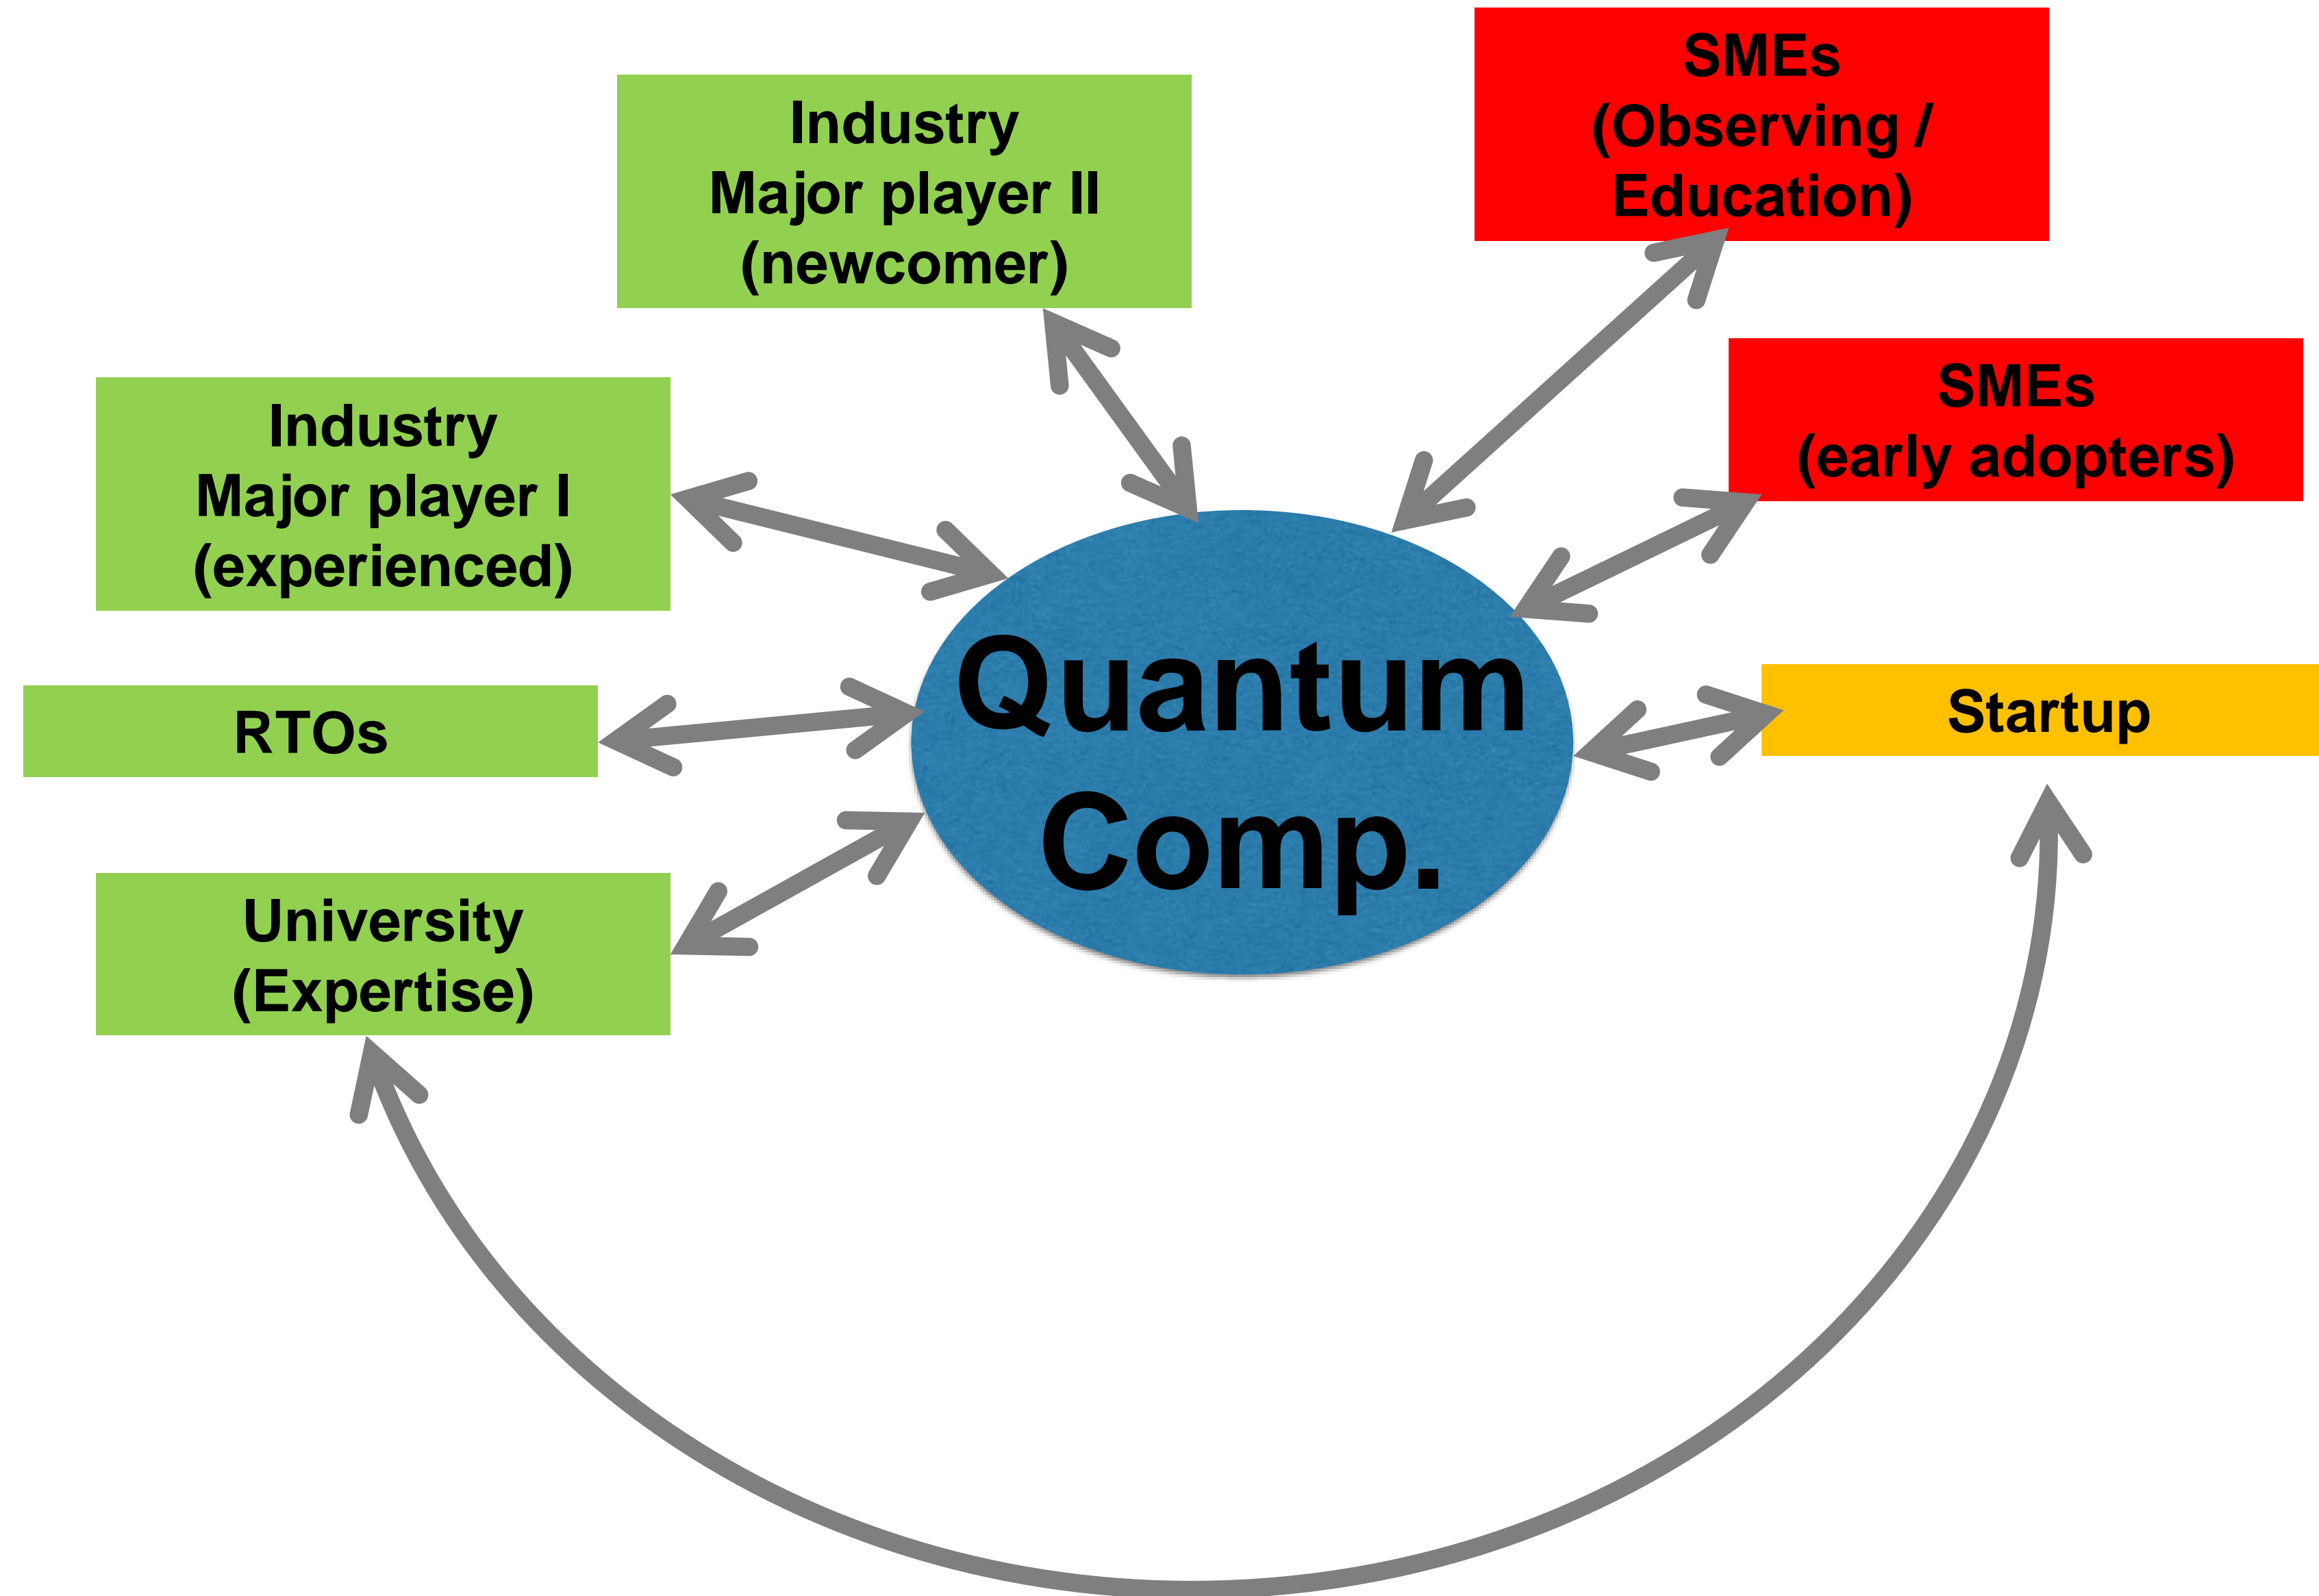 SMEs
(Observing /
Education)
Industry
Major player II
(newcomer)
SMEs
(early adopters)
Industry
Major player I
(experienced)
Quantum
Comp.
Startup
RTOs
University
(Expertise)